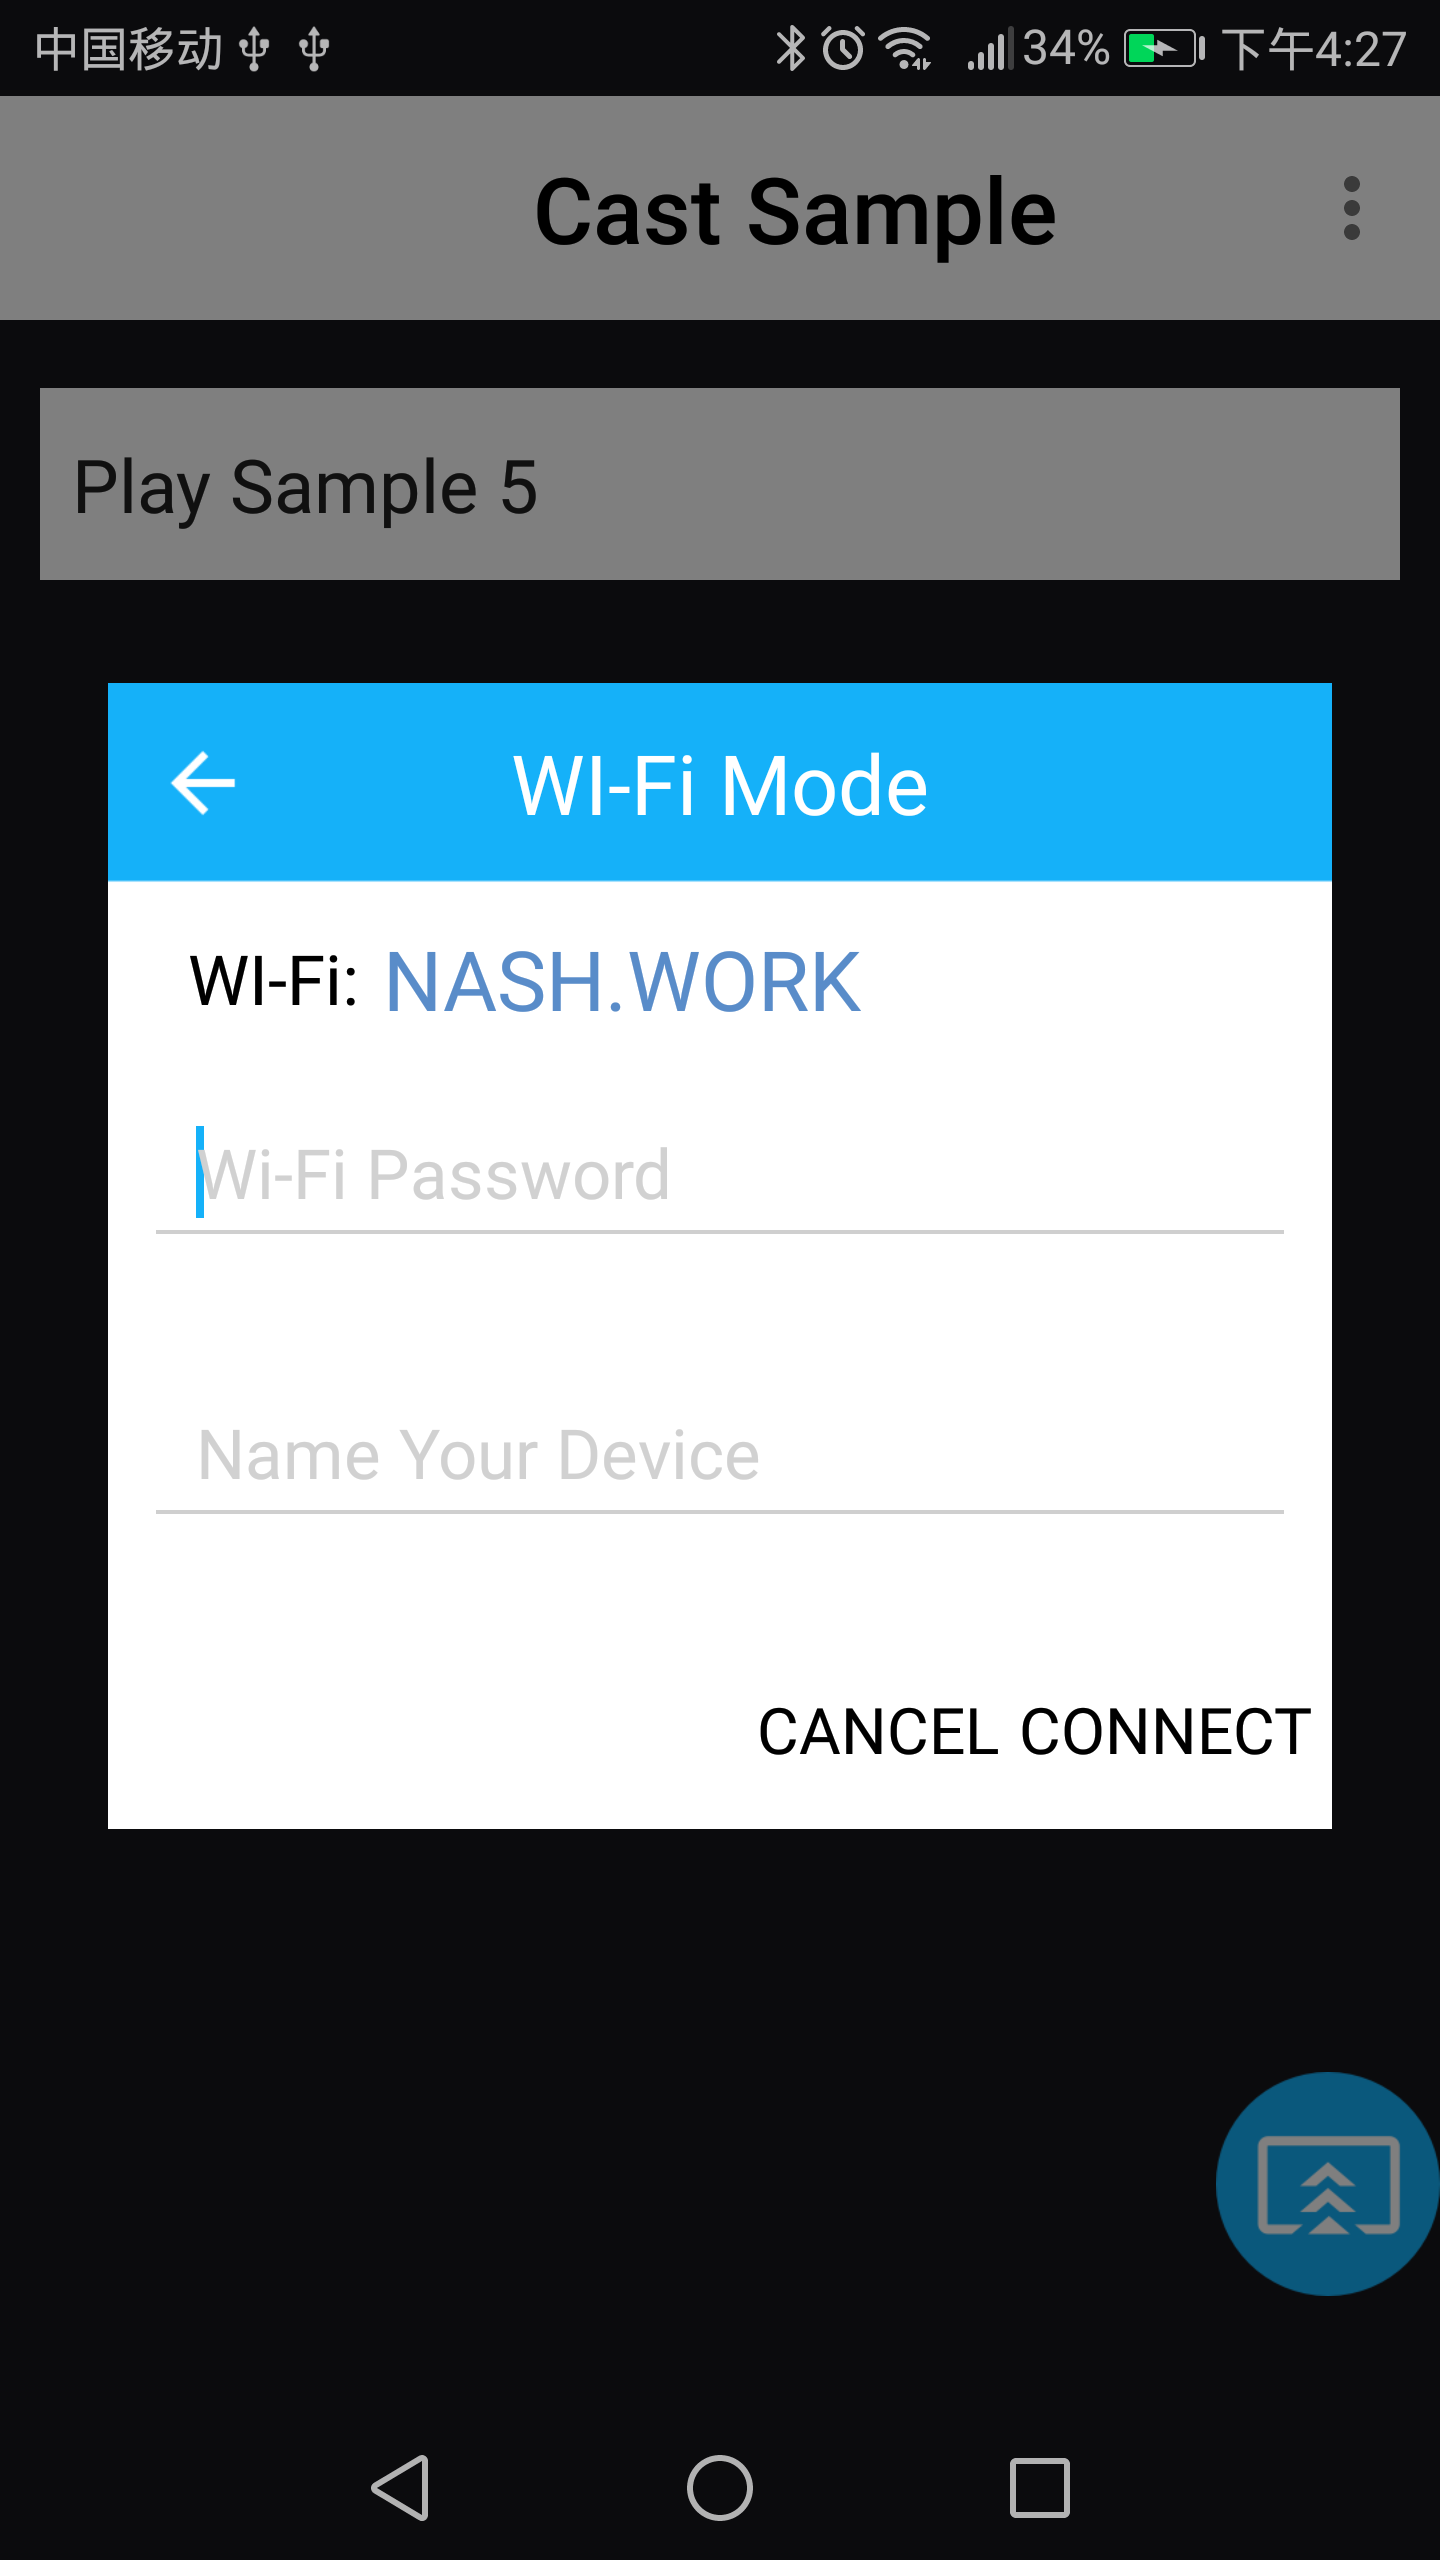 中国移动 34% 下午4:27
Cast Sample
Play Sample 5
WI-Fi Mode
WI-Fi: NASH.WORK
Wi-Fi Password
Name Your Device
CANCEL CONNECT